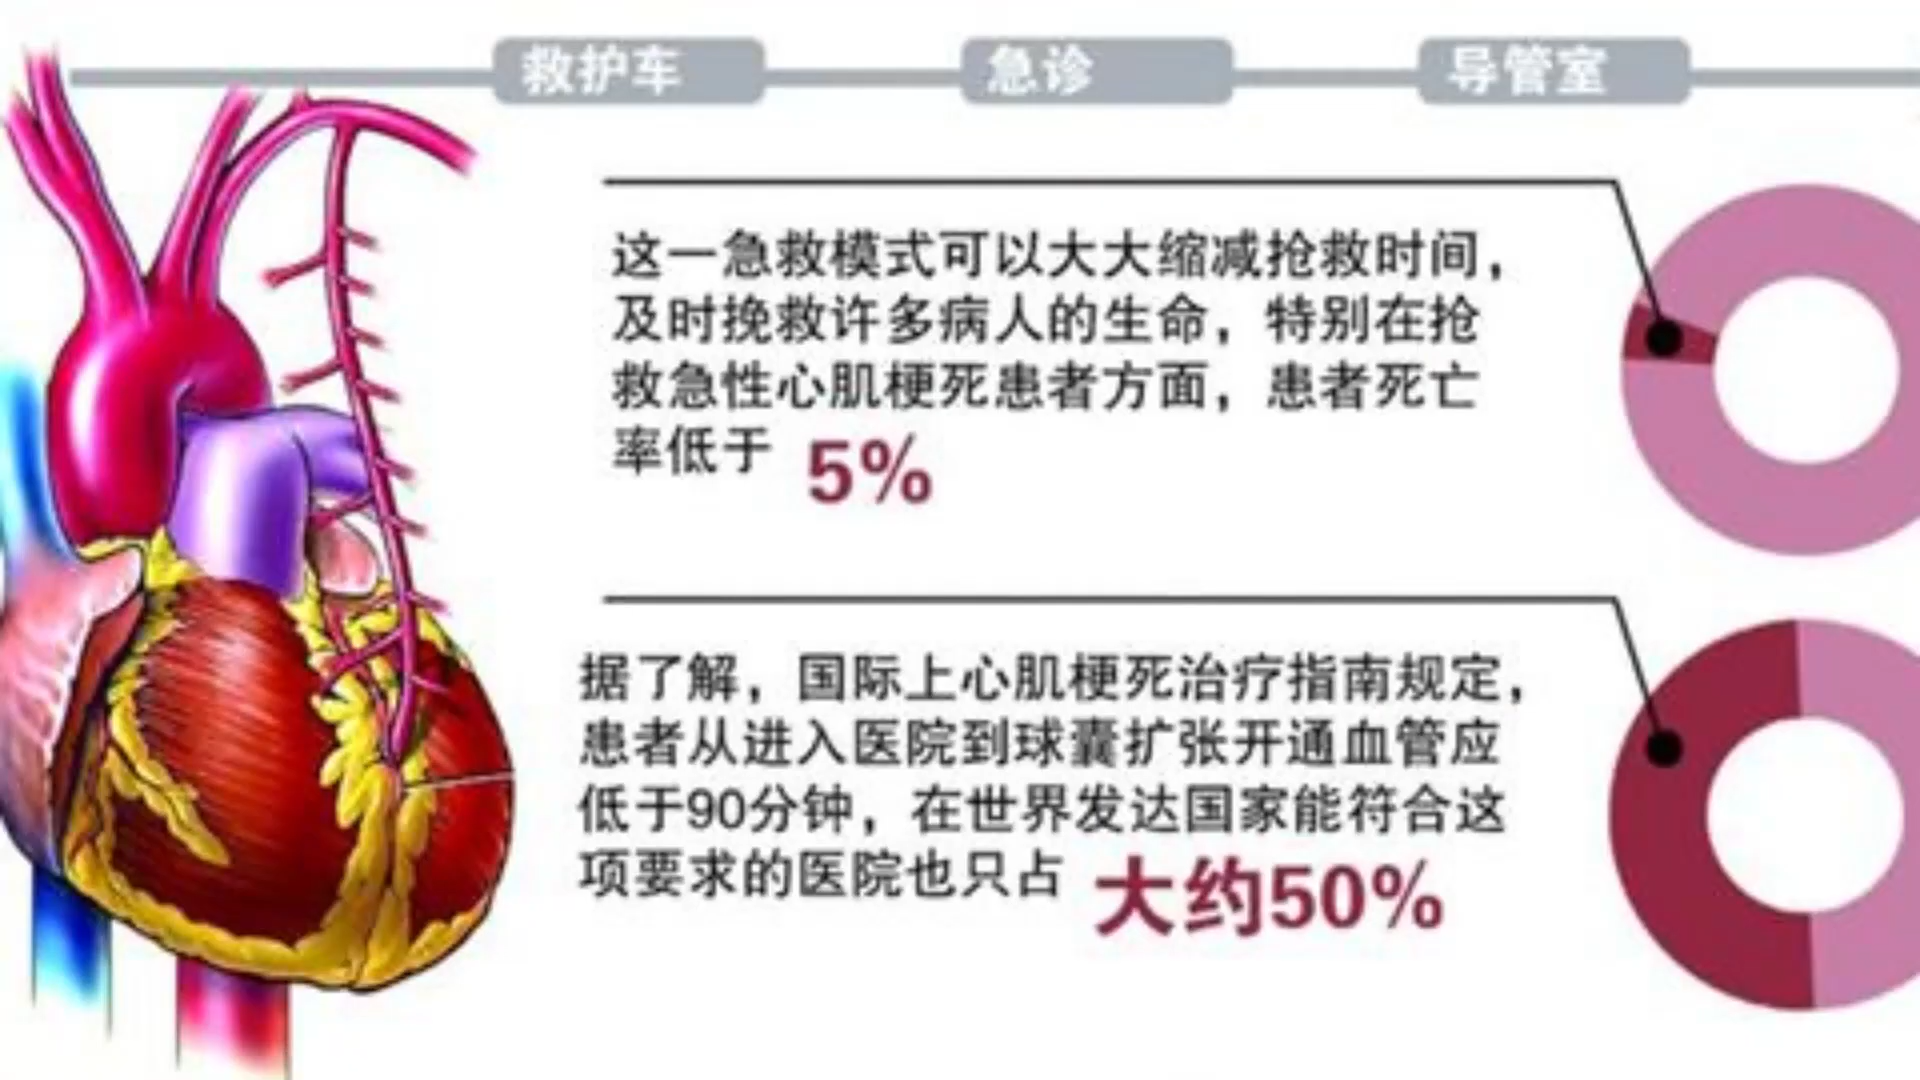 救护车 急诊 导管室
这一急救模式可以大大缩减抢救时间，
及时挽救许多病人的生命，特别在抢
救急性心肌梗死患者方面，患者死亡
率低于 5%
据了解，国际上心肌梗死治疗指南规定，
患者从进入医院到球囊扩张开通血管应
低于90分钟，在世界发达国家能符合这
项要求的医院也只占 大约50%